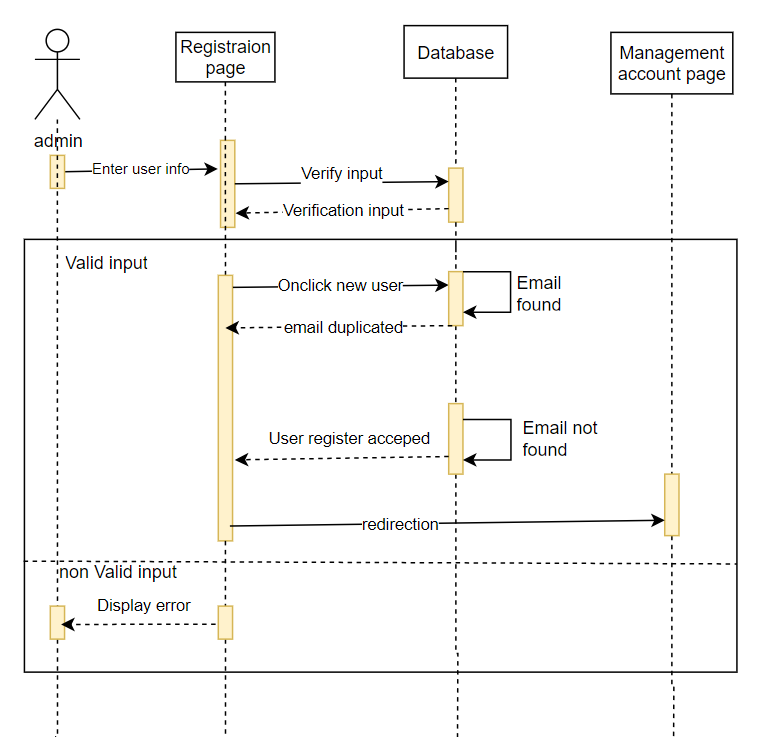 Registraion
page
Database
Management
account page
admin
Enter user info
Verify input
Verification input
Valid input
Onclick new user
Email
found
email duplicated
Email not
found
User register acceped
redirection
non Valid input
Display error